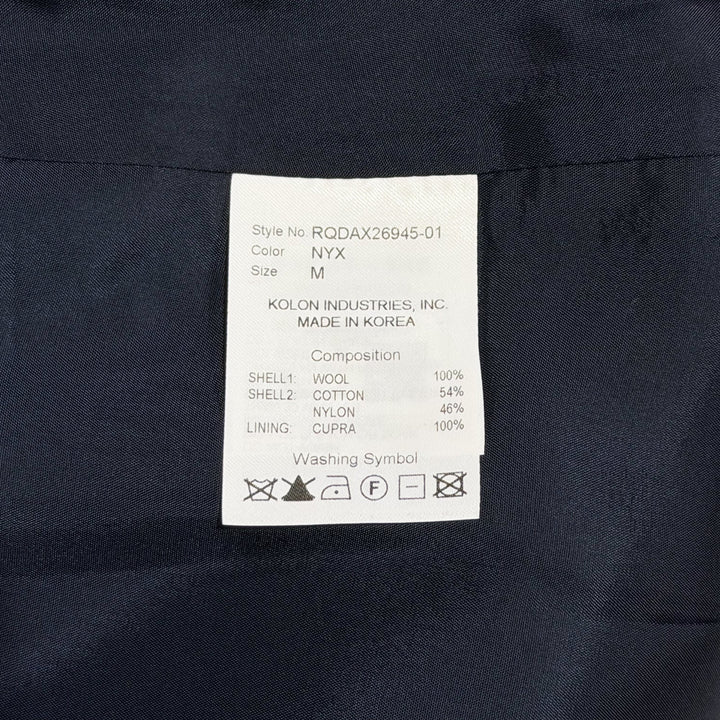 Style No. RQDAX26945-01
Color NYX
Size M
KOLON INDUSTRIES, INC.
MADE IN KOREA
Composition
SHELL1: WOOL 100%
SHELL2: COTTON 54%
NYLON 46%
LINING: CUPRA 100%
Washing Symbol
F